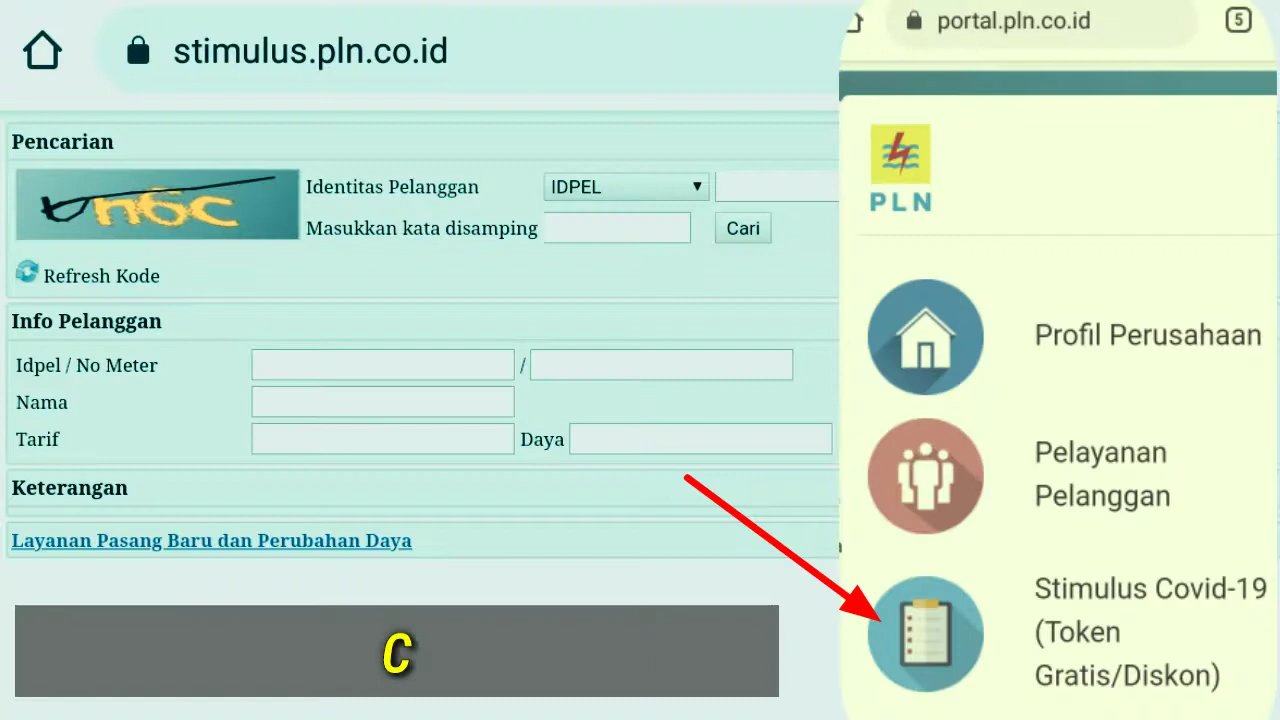 stimulus.pln.co.id
Pencarian
Identitas Pelanggan IDPEL
Masukkan kata disamping Cari
Refresh Kode
Info Pelanggan
Idpel / No Meter /
Nama
Tarif Daya
Keterangan
Layanan Pasang Baru dan Perubahan Daya
C
portal.pln.co.id 5
PLN
Profil Perusahaan
Pelayanan
Pelanggan
Stimulus Covid-19
(Token
Gratis/Diskon)